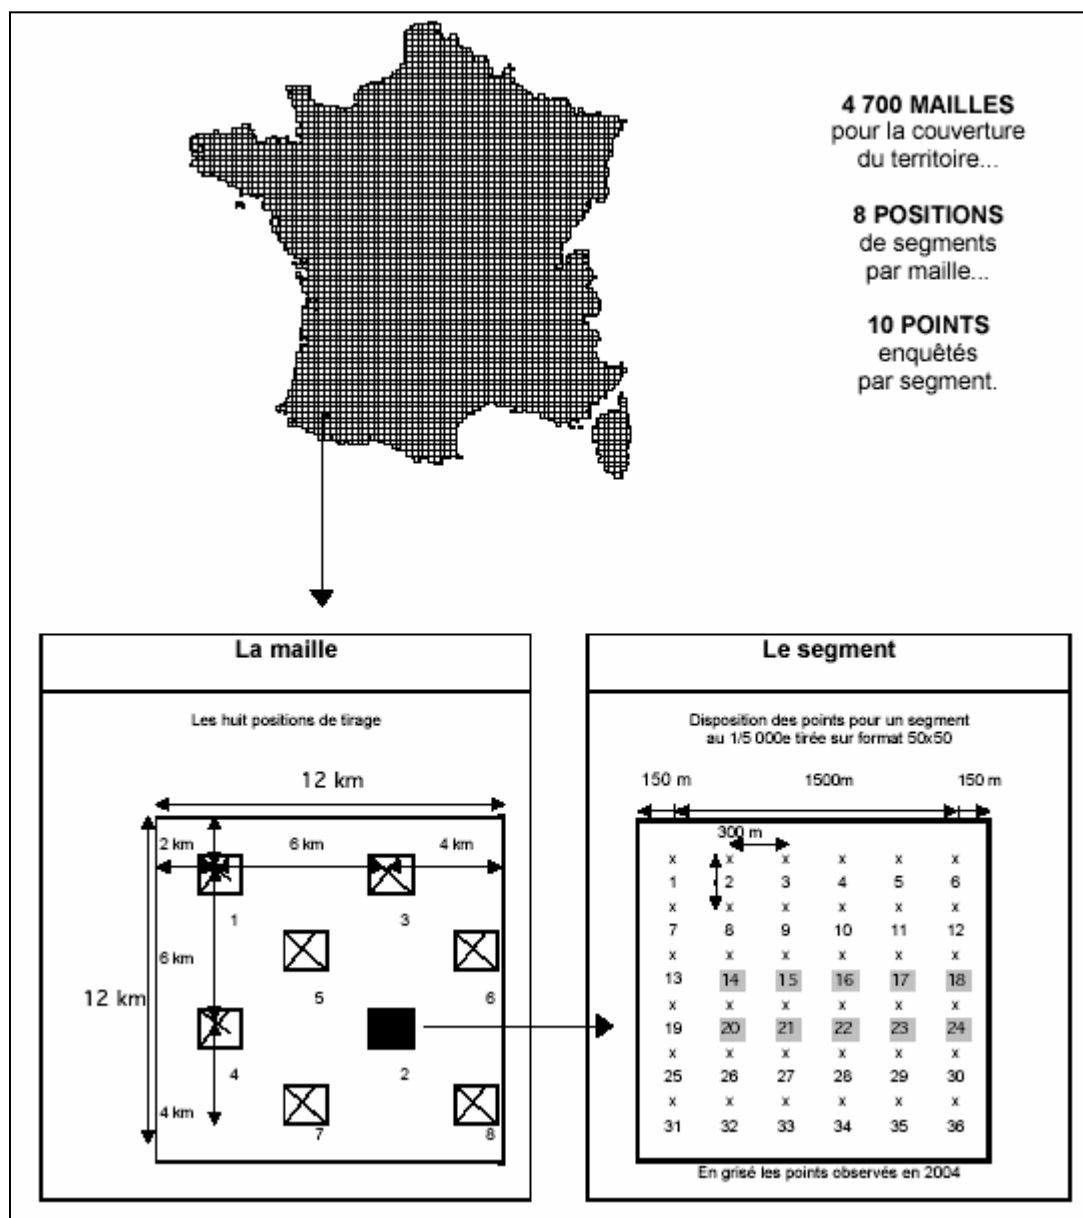 4 700 MAILLES
pour la couverture
du territoire...
8 POSITIONS
de segments
par maille...
10 POINTS
enquêtés
par segment.
La maille
Les huit positions de tirage
12 km
2 km
6 km
4 km
1
3
6 km
5
6
12 km
4
2
4 km
7
8
Le segment
Disposition des points pour un segment
au 1/5 000e tirée sur format 50x50
150 m
1500m
150 m
300 m
x x x x x x
1 2 3 4 5 6
x x x x x x
7 8 9 10 11 12
x x x x x x
13 14 15 16 17 18
x x x x x x
19 20 21 22 23 24
x x x x x x
25 26 27 28 29 30
x x x x x x
31 32 33 34 35 36
En grisé les points observés en 2004